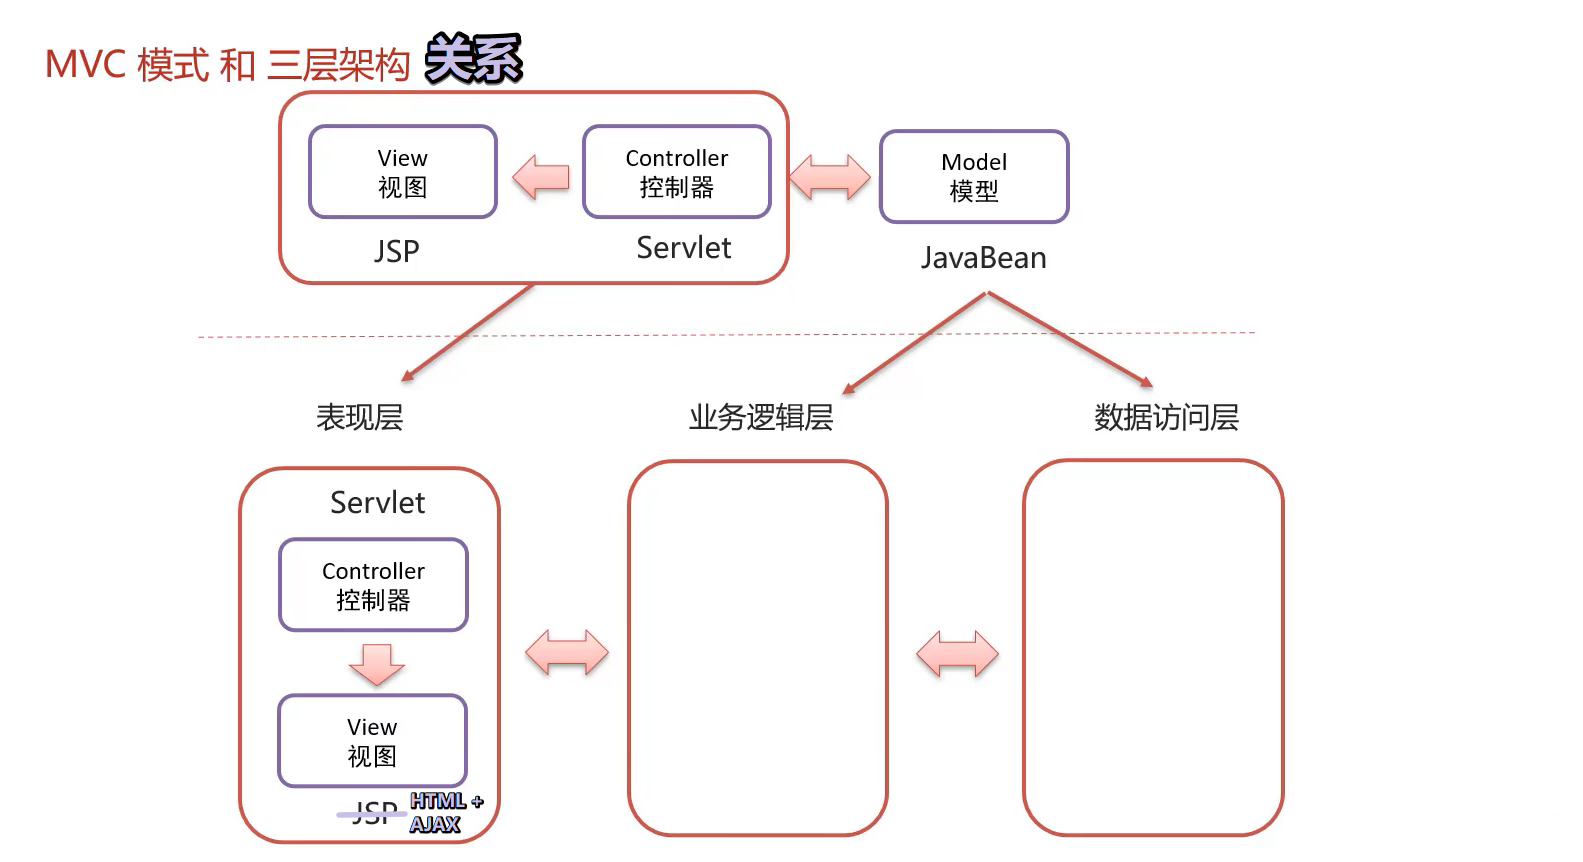 MVC 模式 和 三层架构 关系
View
视图
Controller
控制器
Model
模型
JSP
Servlet
JavaBean
表现层
业务逻辑层
数据访问层
Servlet
Controller
控制器
View
视图
JSP
HTML +
AJAX